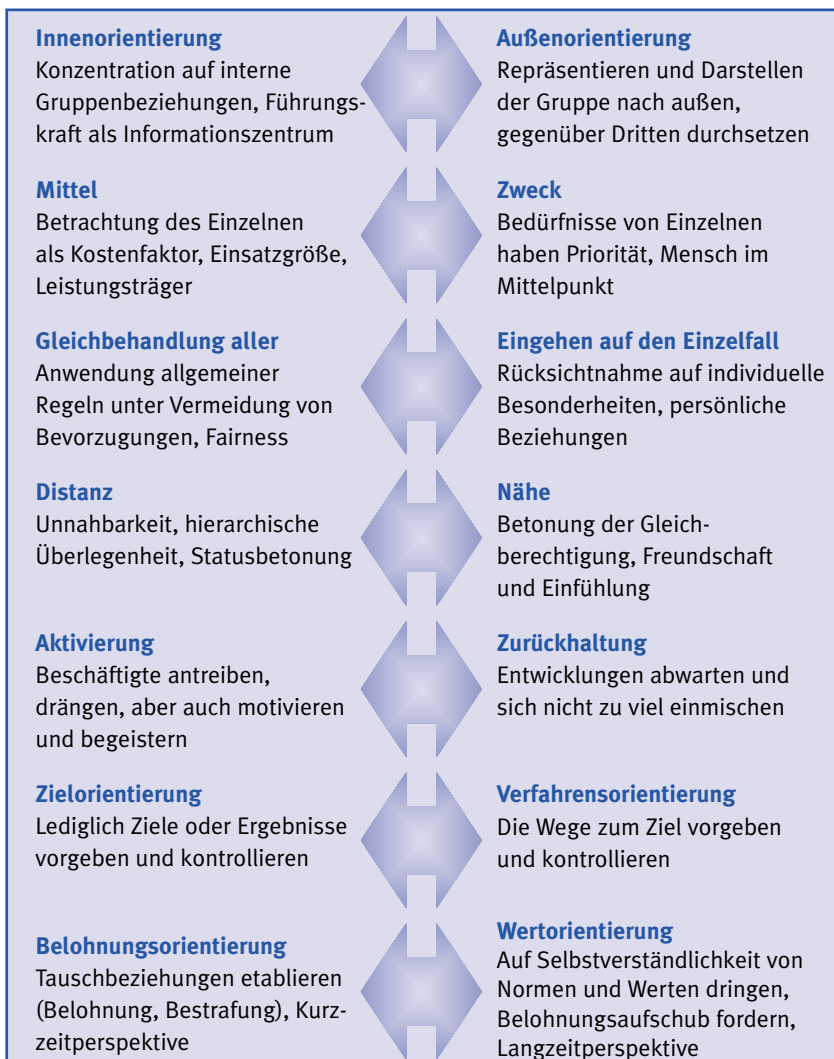 Innenorientierung
Konzentration auf interne
Gruppenbeziehungen, Führungs-
kraft als Informationszentrum
Außenorientierung
Repräsentieren und Darstellen
der Gruppe nach außen,
gegenüber Dritten durchsetzen
Mittel
Betrachtung des Einzelnen
als Kostenfaktor, Einsatzgröße,
Leistungsträger
Zweck
Bedürfnisse von Einzelnen
haben Priorität, Mensch im
Mittelpunkt
Gleichbehandlung aller
Anwendung allgemeiner
Regeln unter Vermeidung von
Bevorzugungen, Fairness
Eingehen auf den Einzelfall
Rücksichtnahme auf individuelle
Besonderheiten, persönliche
Beziehungen
Distanz
Unnahbarkeit, hierarchische
Überlegenheit, Statusbetonung
Nähe
Betonung der Gleich-
berechtigung, Freundschaft
und Einfühlung
Aktivierung
Beschäftigte antreiben,
drängen, aber auch motivieren
und begeistern
Zurückhaltung
Entwicklungen abwarten und
sich nicht zu viel einmischen
Zielorientierung
Lediglich Ziele oder Ergebnisse
vorgeben und kontrollieren
Verfahrensorientierung
Die Wege zum Ziel vorgeben
und kontrollieren
Belohnungsorientierung
Tauschbeziehungen etablieren
(Belohnung, Bestrafung), Kurz-
zeitperspektive
Wertorientierung
Auf Selbstverständlichkeit von
Normen und Werten dringen,
Belohnungsaufschub fordern,
Langzeitperspektive